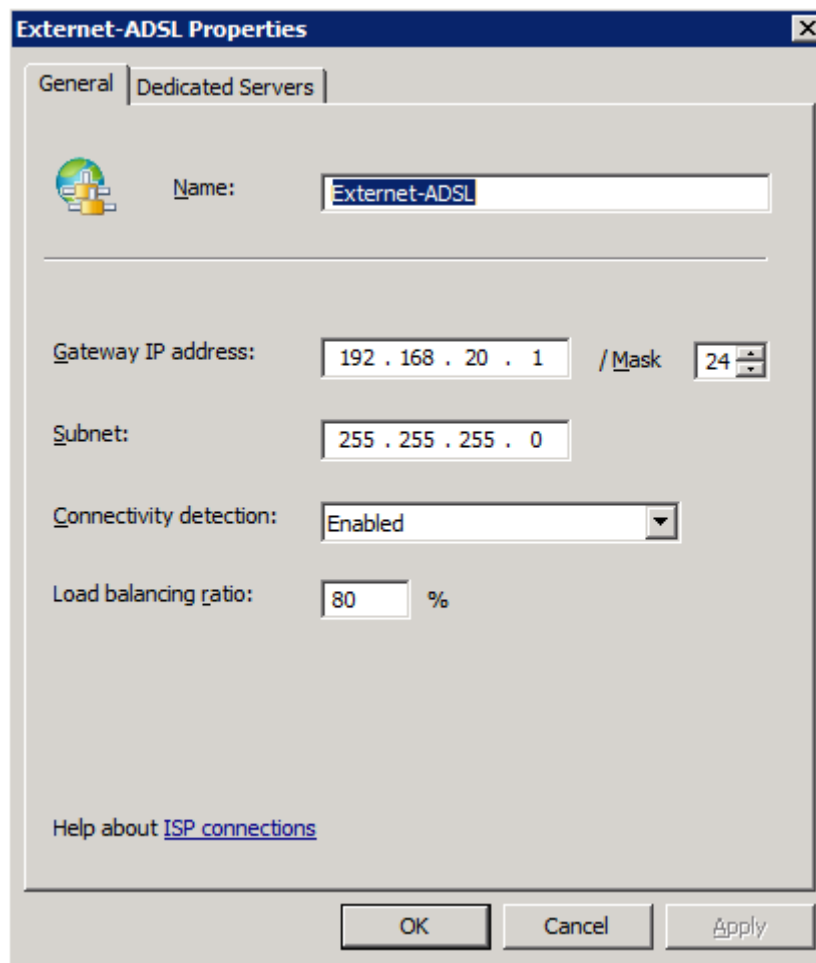 Externet-ADSL Properties
General Dedicated Servers
Name: Externet-ADSL
Gateway IP address: 192 . 168 . 20 . 1 / Mask 24
Subnet: 255 . 255 . 255 . 0
Connectivity detection: Enabled
Load balancing ratio: 80 %
Help about ISP connections
OK Cancel Apply